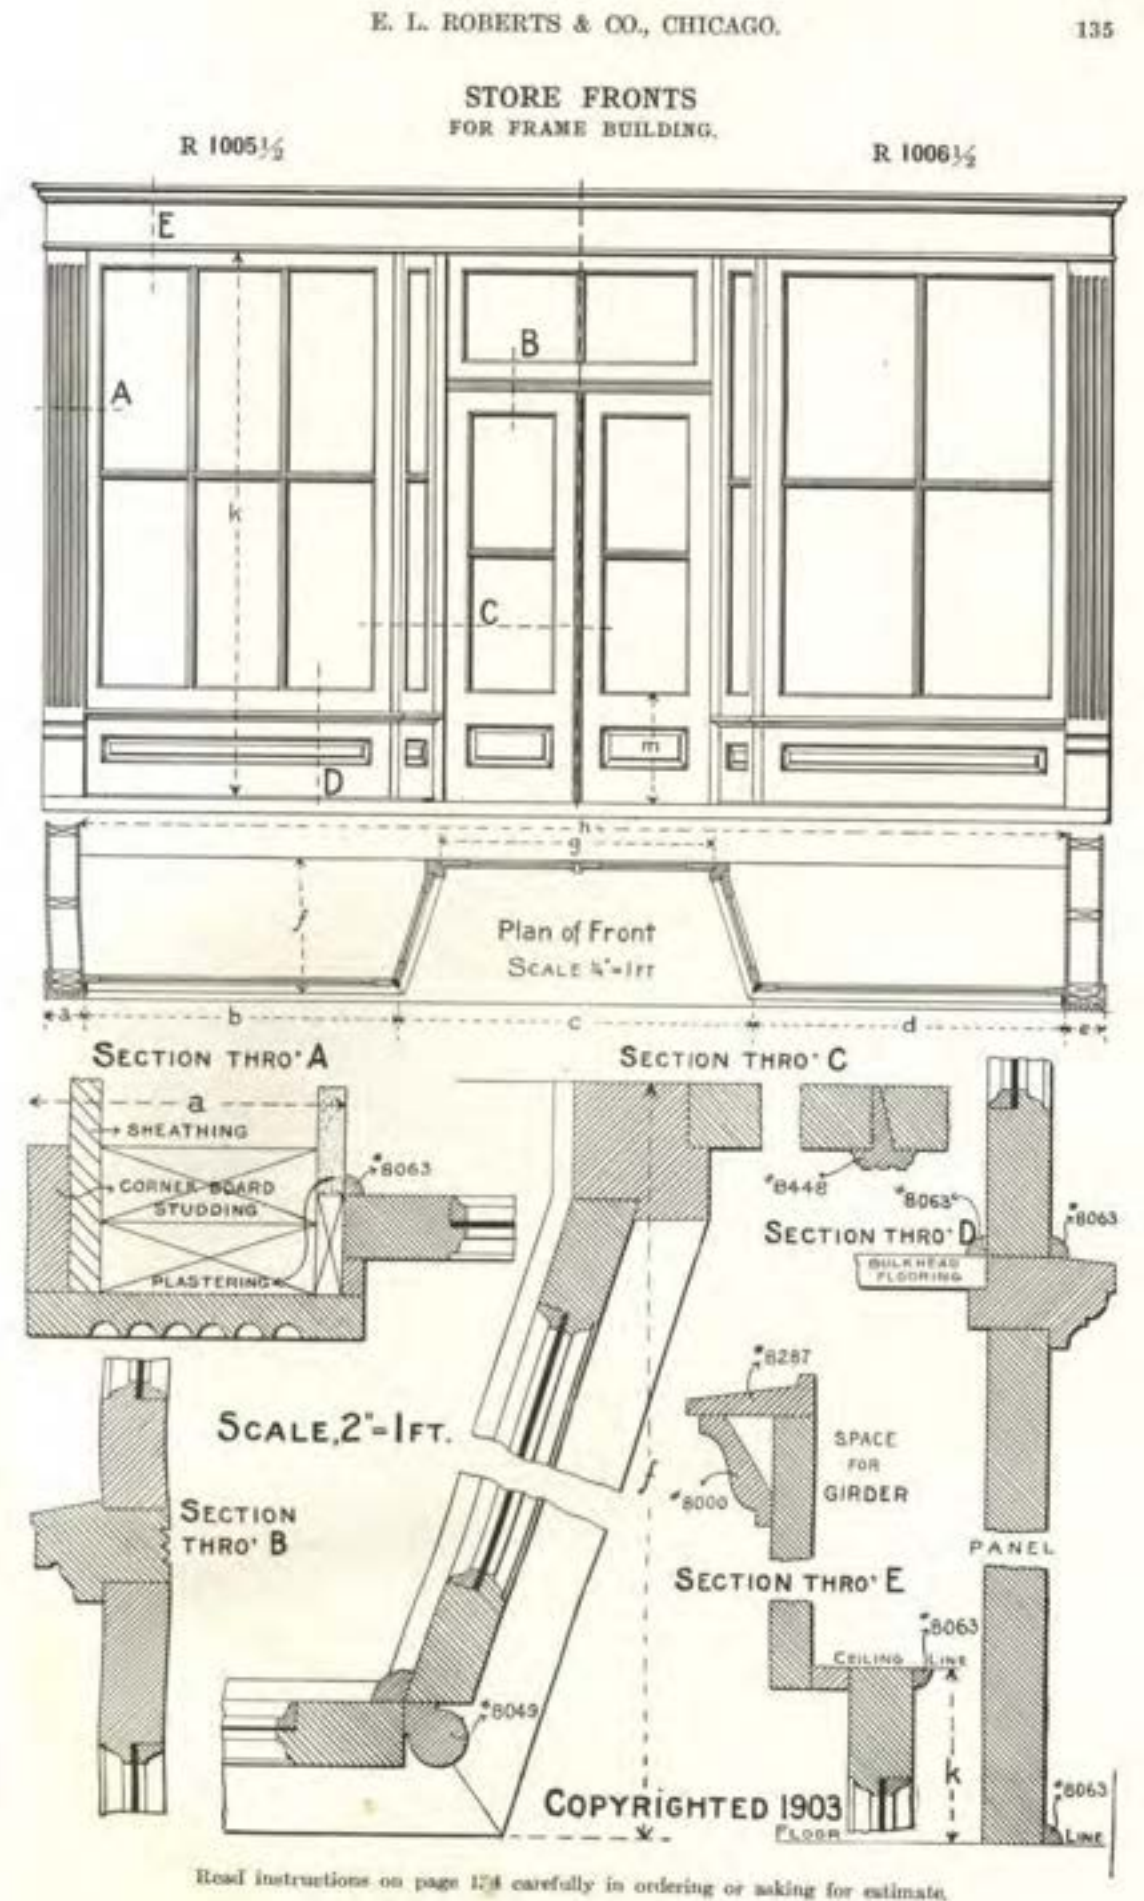 E. L. ROBERTS & CO., CHICAGO. 135
STORE FRONTS
FOR FRAME BUILDING.
R 1005½
R 1006½
E
B
A
k
C
m
D
h
g
f
Plan of Front
SCALE ¼"=1FT
a b c d e
SECTION THRO' A
SECTION THRO' C
a
SHEATHING
#8063
CORNER BOARD
STUDDING
PLASTERING
#8448
#8063
#8063
SECTION THRO' D
BULKHEAD
FLOORING
#8287
SCALE, 2"=1FT.
f
SPACE
FOR
GIRDER
#8000
SECTION
THRO' B
PANEL
SECTION THRO' E
#8063
CEILING LINE
#8049
k
#8063
COPYRIGHTED 1903
FLOOR LINE
Read instructions on page carefully in ordering or asking for estimate.